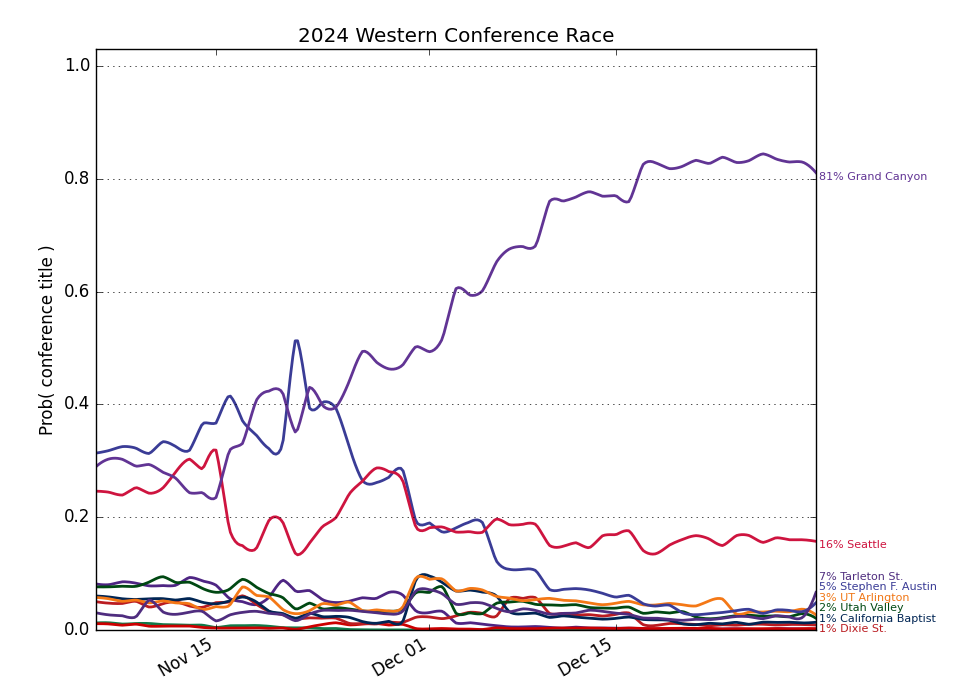 2024 Western Conference Race
Prob( conference title )
1.0
0.8
0.6
0.4
0.2
0.0
Nov 15
Dec 01
Dec 15
81% Grand Canyon
16% Seattle
7% Tarleton St.
5% Stephen F. Austin
3% UT Arlington
2% Utah Valley
1% California Baptist
1% Dixie St.